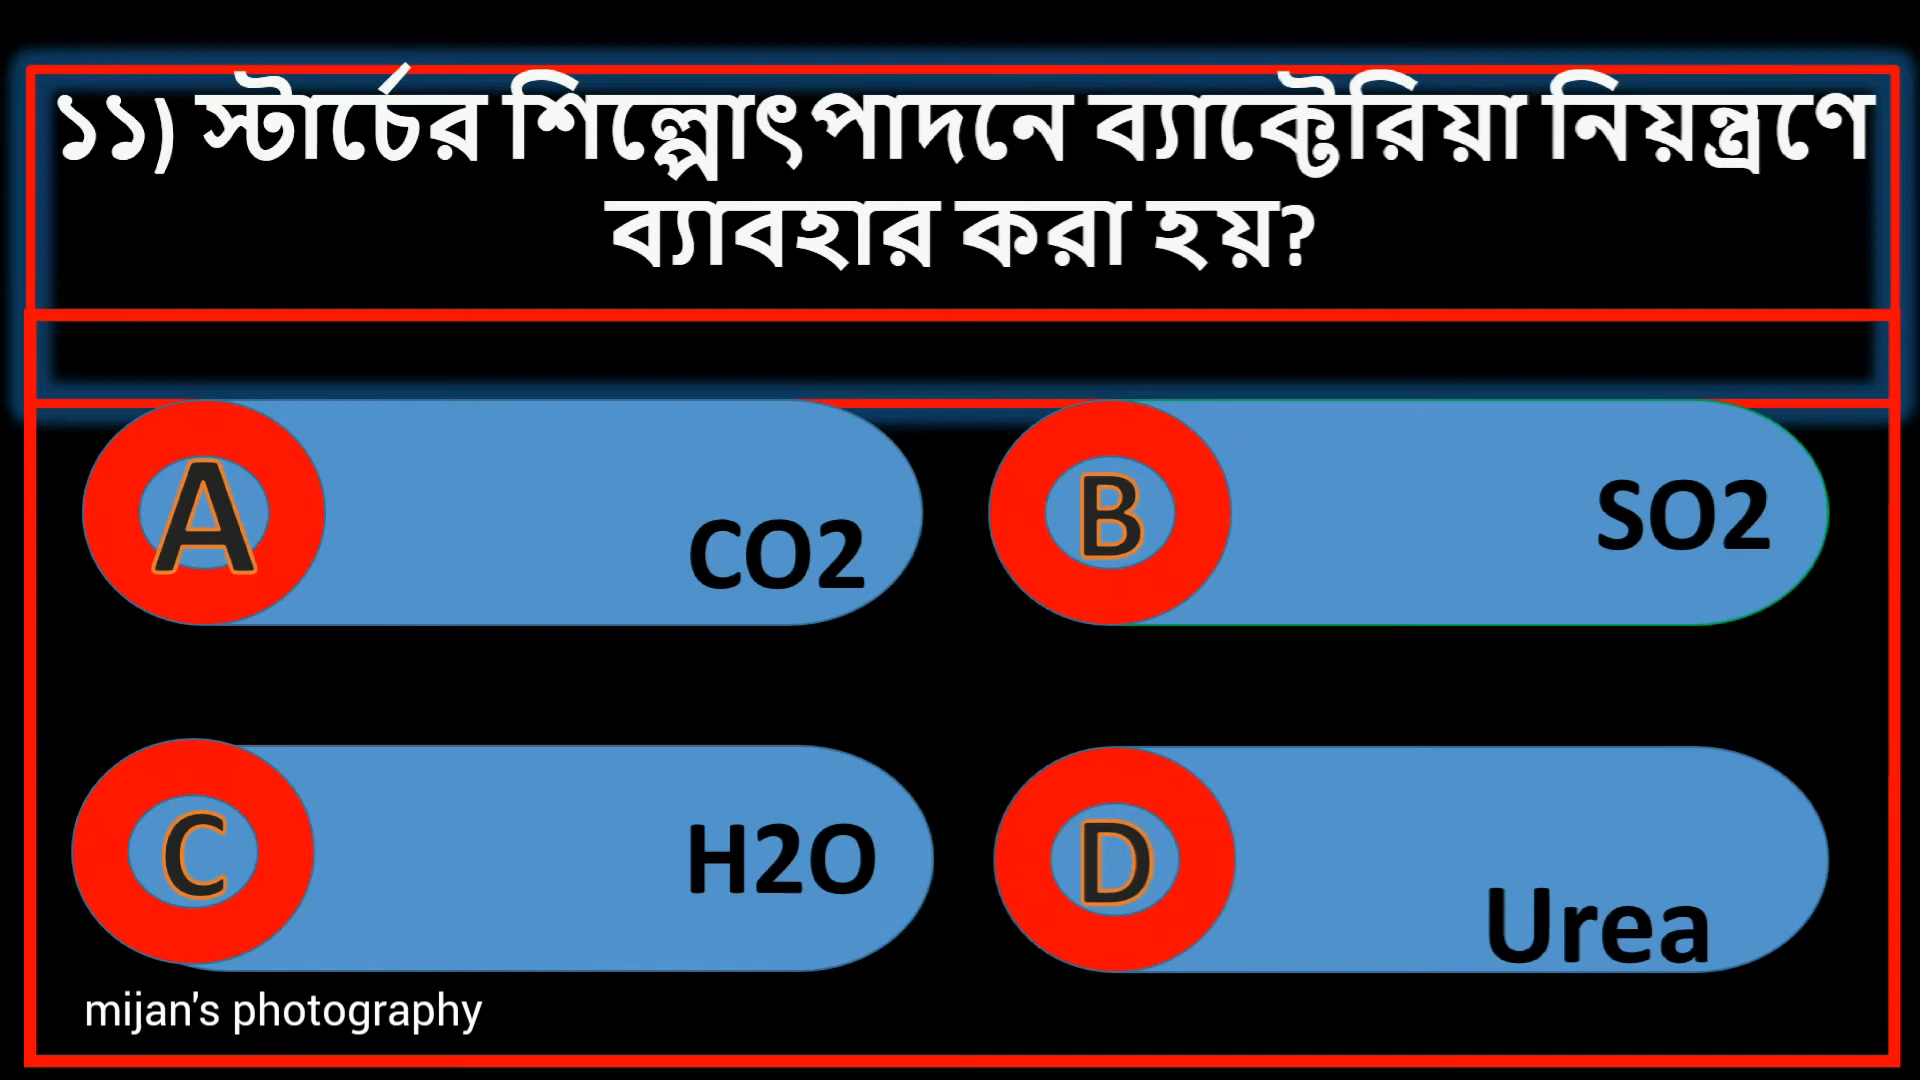 ১১) স্টার্চের শিল্পোৎপাদনে ব্যাক্টেরিয়া নিয়ন্ত্রণে
ব্যাবহার করা হয়?
A CO2
B SO2
C H2O
D Urea
mijan's photography